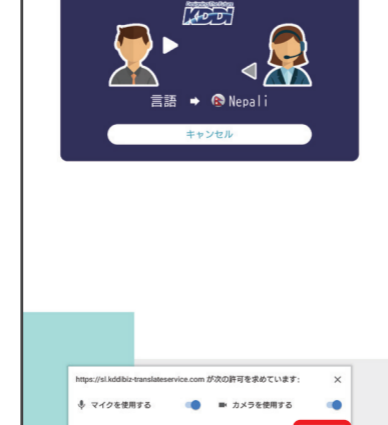 KDDI
言語 ➡ Nepali
キャンセル
https://sl.kddibiz-translateservice.com が次の許可を求めています: ×
マイクを使用する カメラを使用する